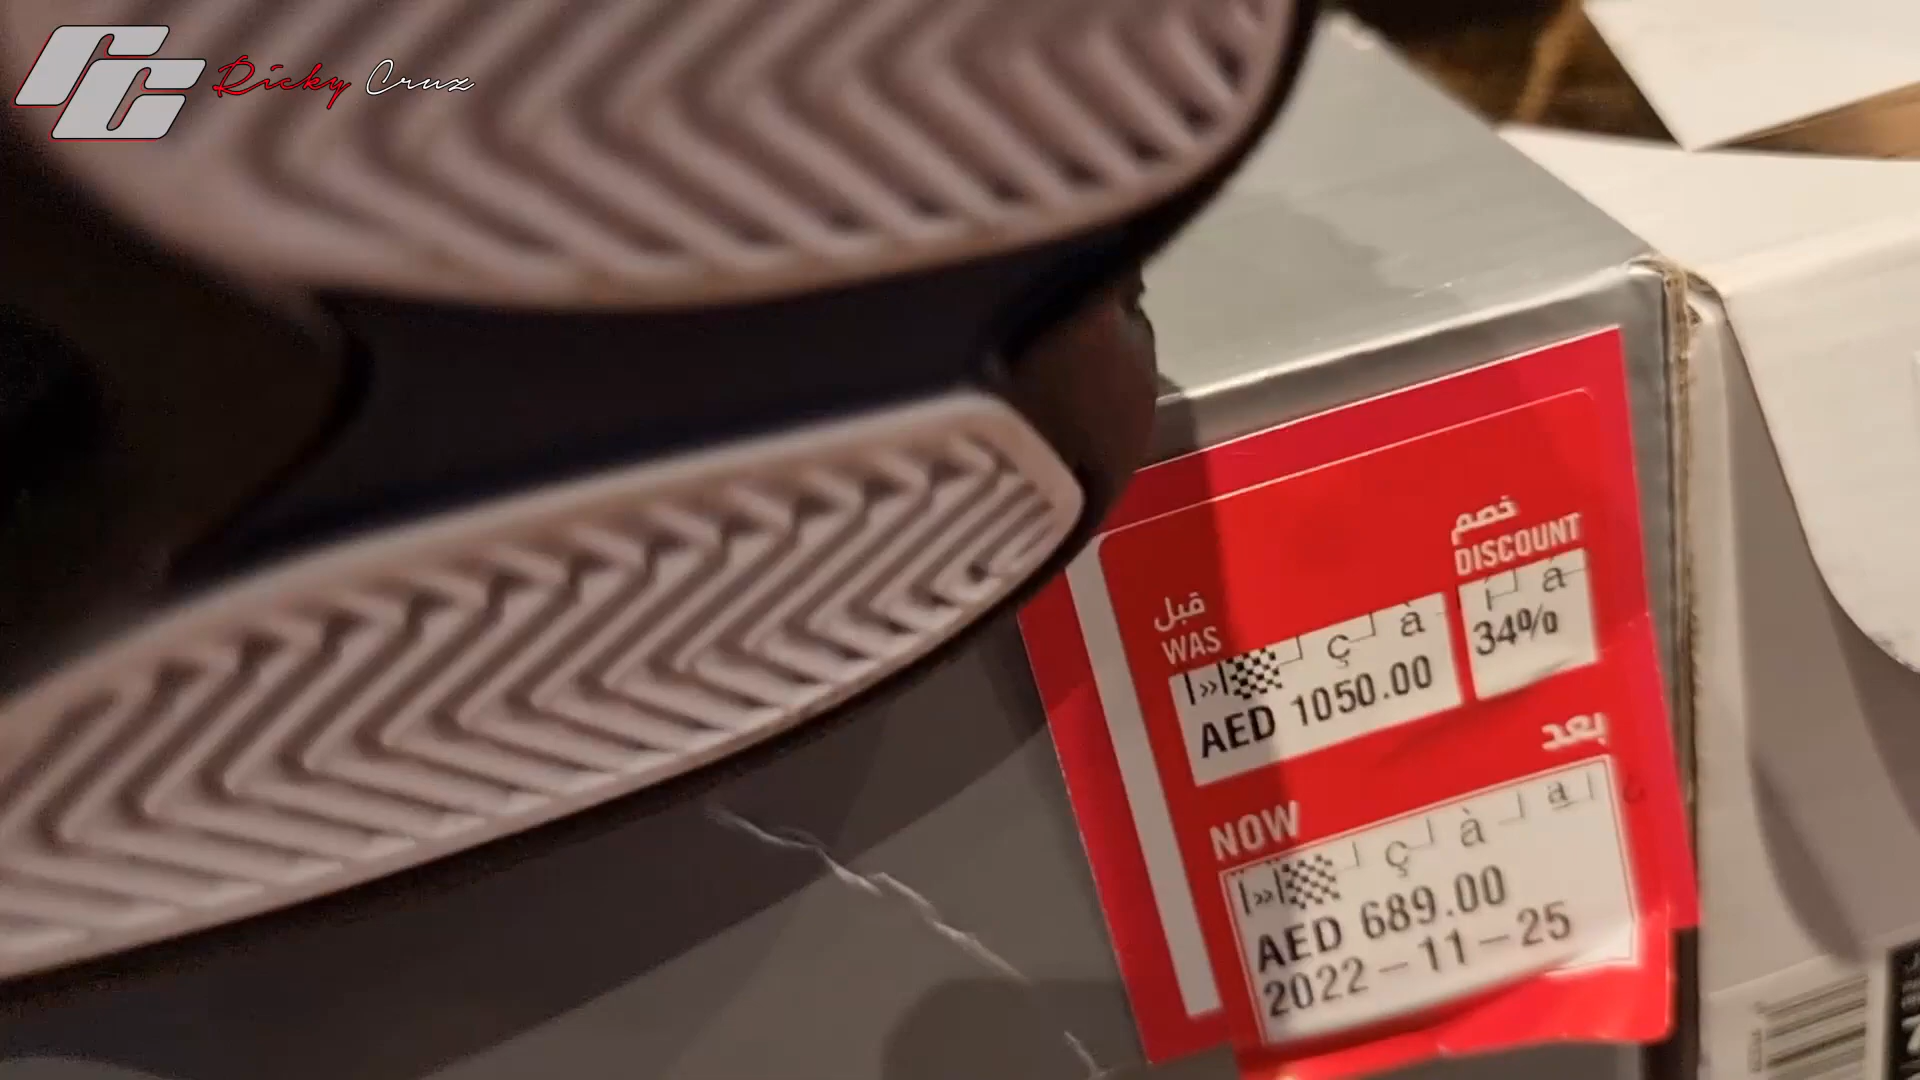 Ricky Cruz
خصم
DISCOUNT
34%
قبل
WAS
AED 1050.00
بعد
NOW
AED 689.00
2022-11-25